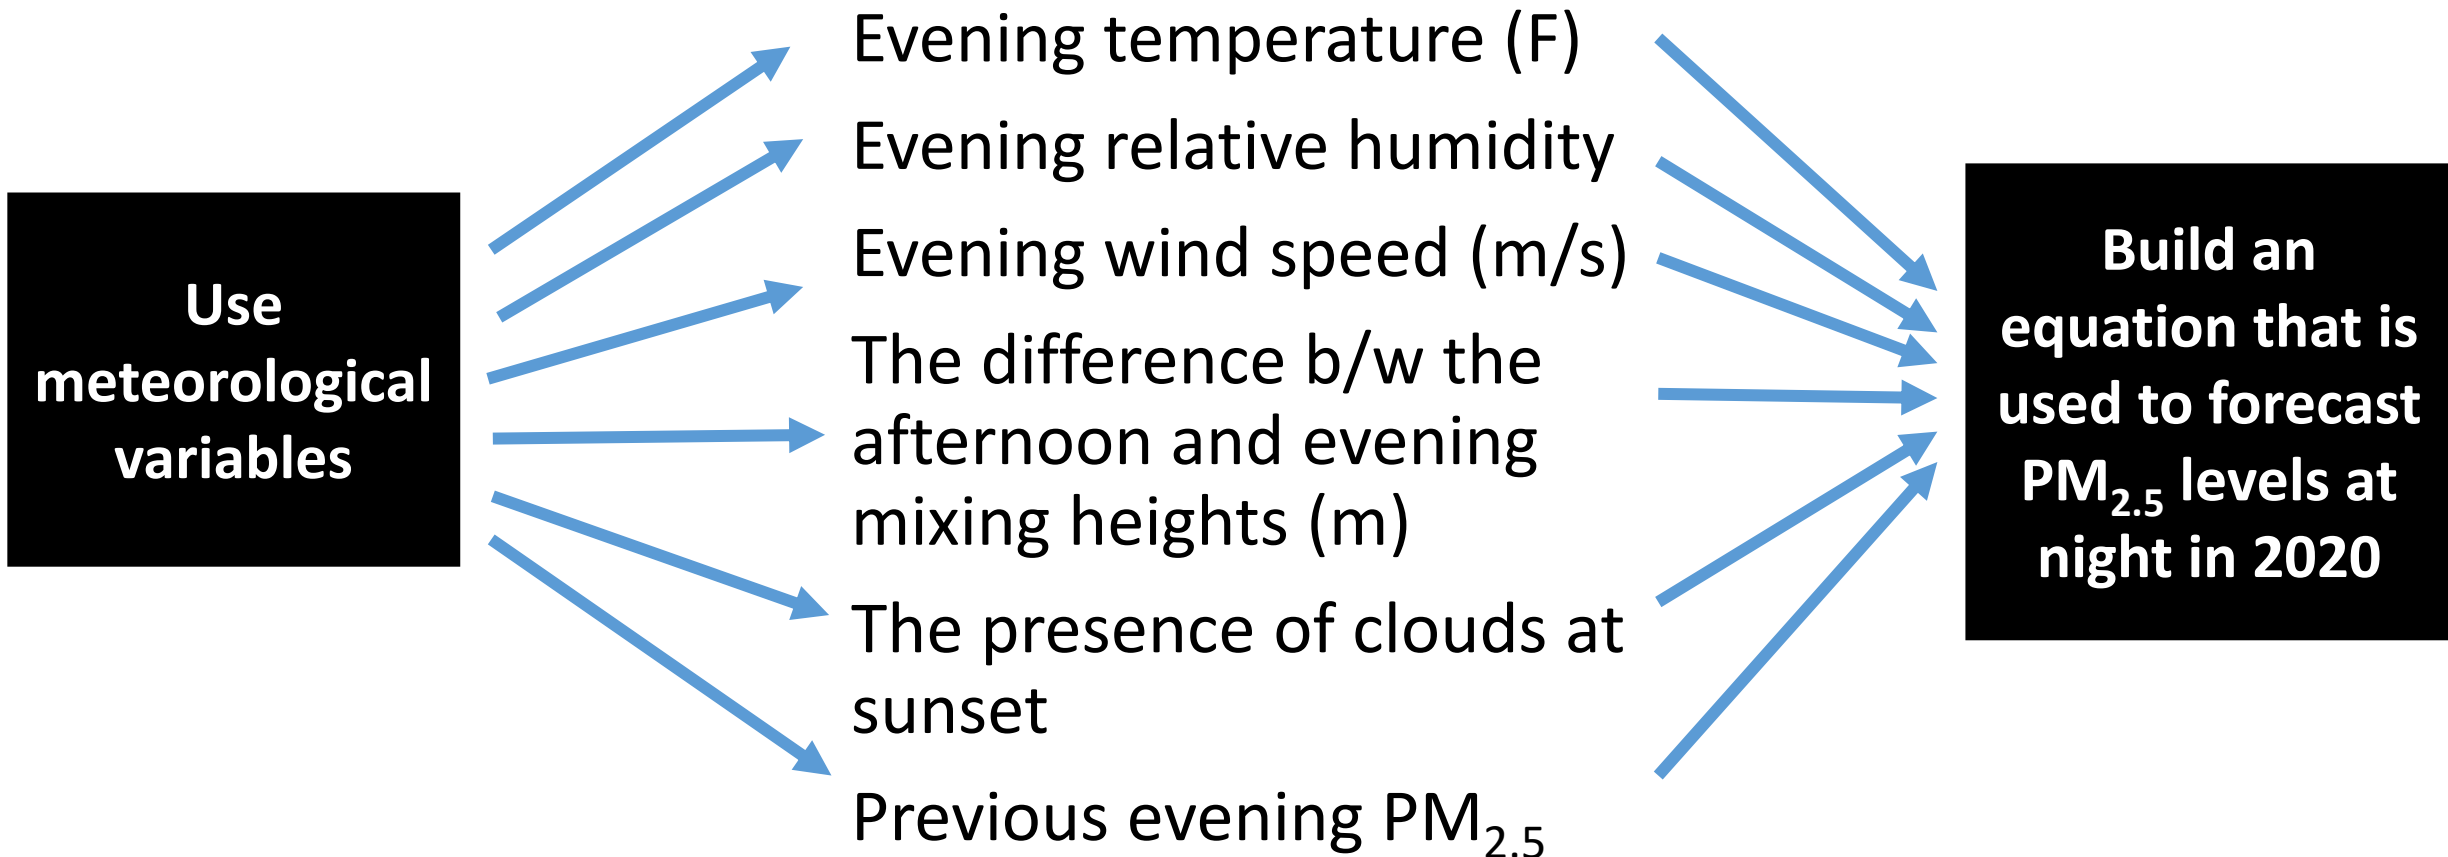 Use
meteorological
variables
Evening temperature (F)
Evening relative humidity
Evening wind speed (m/s)
The difference b/w the
afternoon and evening
mixing heights (m)
The presence of clouds at
sunset
Previous evening PM2.5
Build an
equation that is
used to forecast
PM2.5 levels at
night in 2020